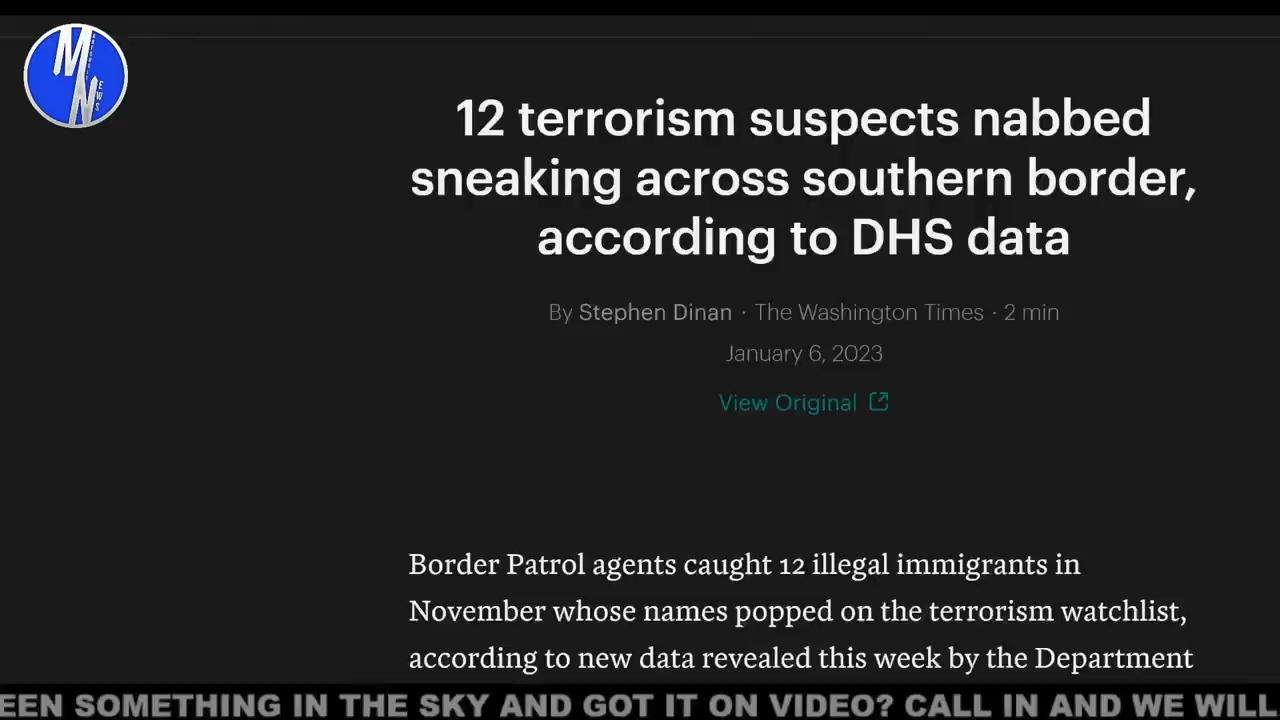 MN
EWS
12 terrorism suspects nabbed
sneaking across southern border,
according to DHS data
By Stephen Dinan · The Washington Times · 2 min
January 6, 2023
View Original
Border Patrol agents caught 12 illegal immigrants in
November whose names popped on the terrorism watchlist,
according to new data revealed this week by the Department
EEN SOMETHING IN THE SKY AND GOT IT ON VIDEO? CALL IN AND WE WILL